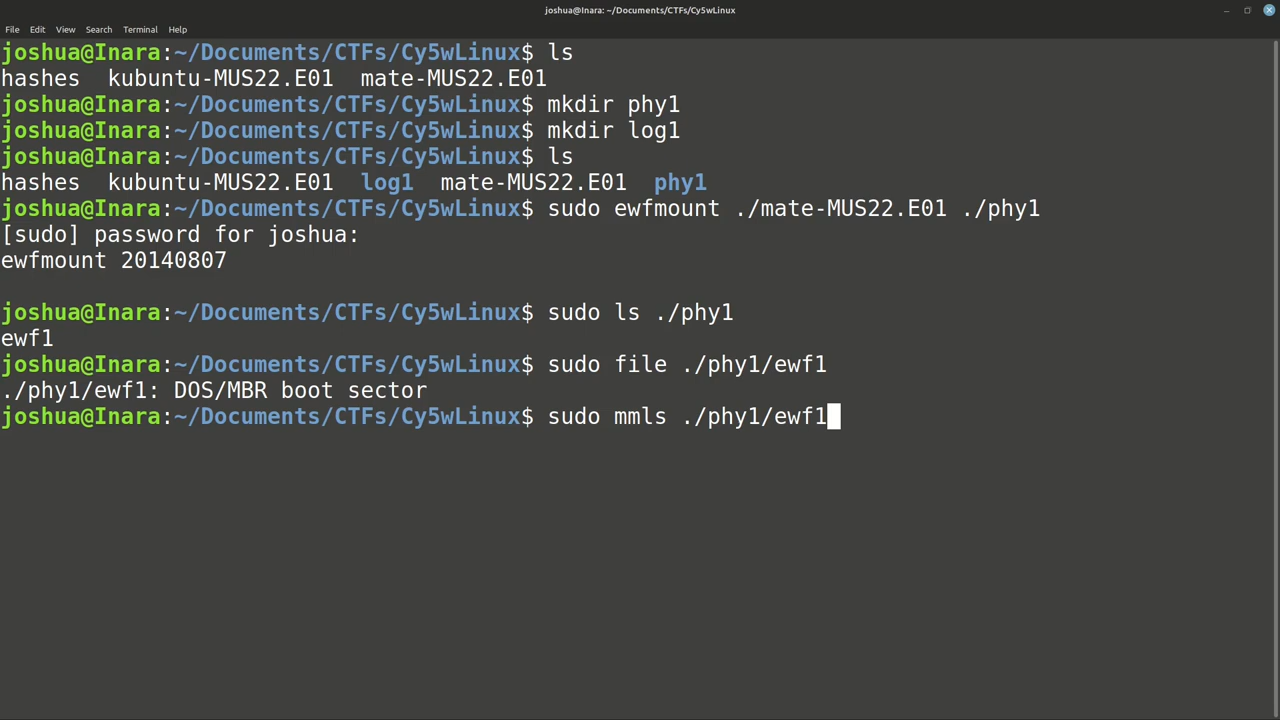 joshua@Inara: ~/Documents/CTFs/Cy5wLinux
File Edit View Search Terminal Help
joshua@Inara:~/Documents/CTFs/Cy5wLinux$ ls
hashes  kubuntu-MUS22.E01  mate-MUS22.E01
joshua@Inara:~/Documents/CTFs/Cy5wLinux$ mkdir phy1
joshua@Inara:~/Documents/CTFs/Cy5wLinux$ mkdir log1
joshua@Inara:~/Documents/CTFs/Cy5wLinux$ ls
hashes  kubuntu-MUS22.E01  log1  mate-MUS22.E01  phy1
joshua@Inara:~/Documents/CTFs/Cy5wLinux$ sudo ewfmount ./mate-MUS22.E01 ./phy1
[sudo] password for joshua:
ewfmount 20140807
joshua@Inara:~/Documents/CTFs/Cy5wLinux$ sudo ls ./phy1
ewf1
joshua@Inara:~/Documents/CTFs/Cy5wLinux$ sudo file ./phy1/ewf1
./phy1/ewf1: DOS/MBR boot sector
joshua@Inara:~/Documents/CTFs/Cy5wLinux$ sudo mmls ./phy1/ewf1